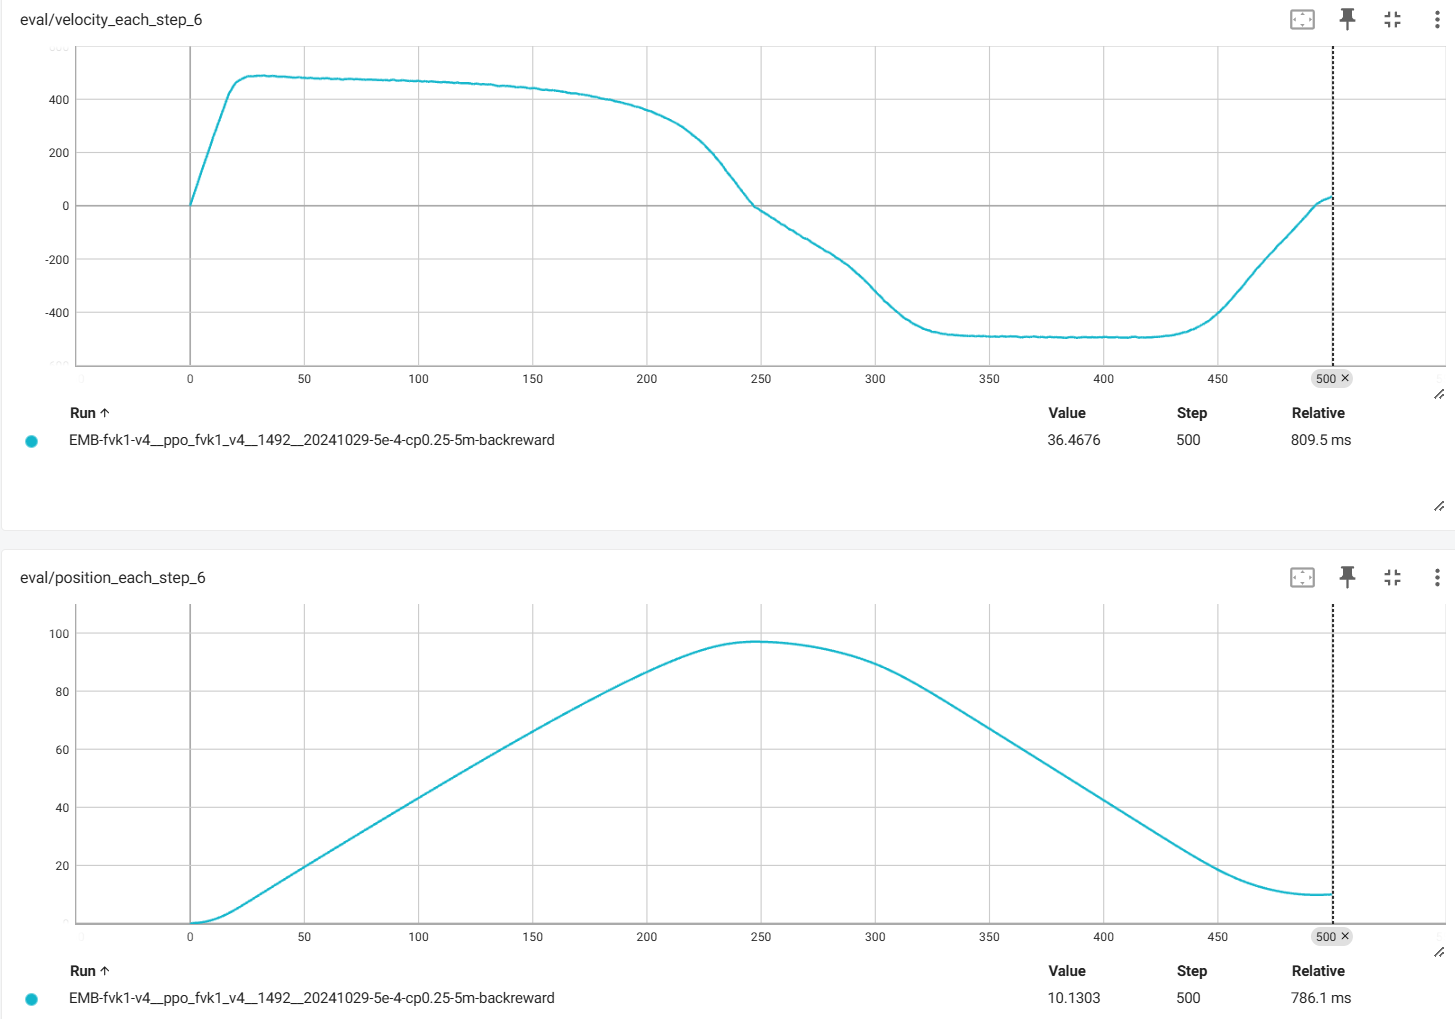 eval/velocity_each_step_6
400
200
0
-200
-400
0 50 100 150 200 250 300 350 400 450 500 ×
Run ↑ Value Step Relative
EMB-fvk1-v4__ppo_fvk1_v4__1492__20241029-5e-4-cp0.25-5m-backreward 36.4676 500 809.5 ms
eval/position_each_step_6
100
80
60
40
20
0 50 100 150 200 250 300 350 400 450 500 ×
Run ↑ Value Step Relative
EMB-fvk1-v4__ppo_fvk1_v4__1492__20241029-5e-4-cp0.25-5m-backreward 10.1303 500 786.1 ms